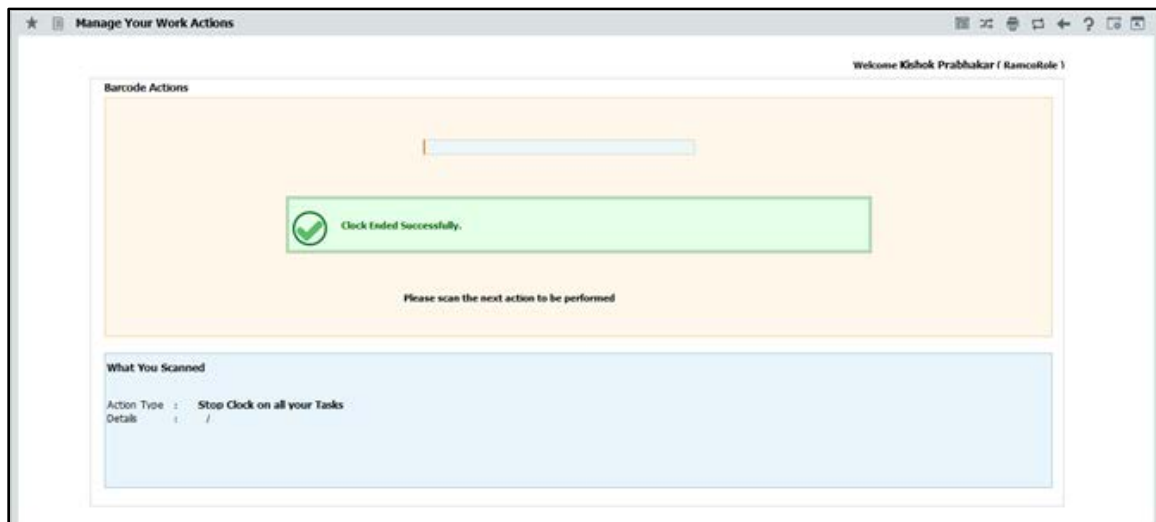 Manage Your Work Actions
Welcome Kishok Prabhakar ( RamcoRole )
Barcode Actions
Clock Ended Successfully.
Please scan the next action to be performed
What You Scanned
Action Type : Stop Clock on all your Tasks
Details : /